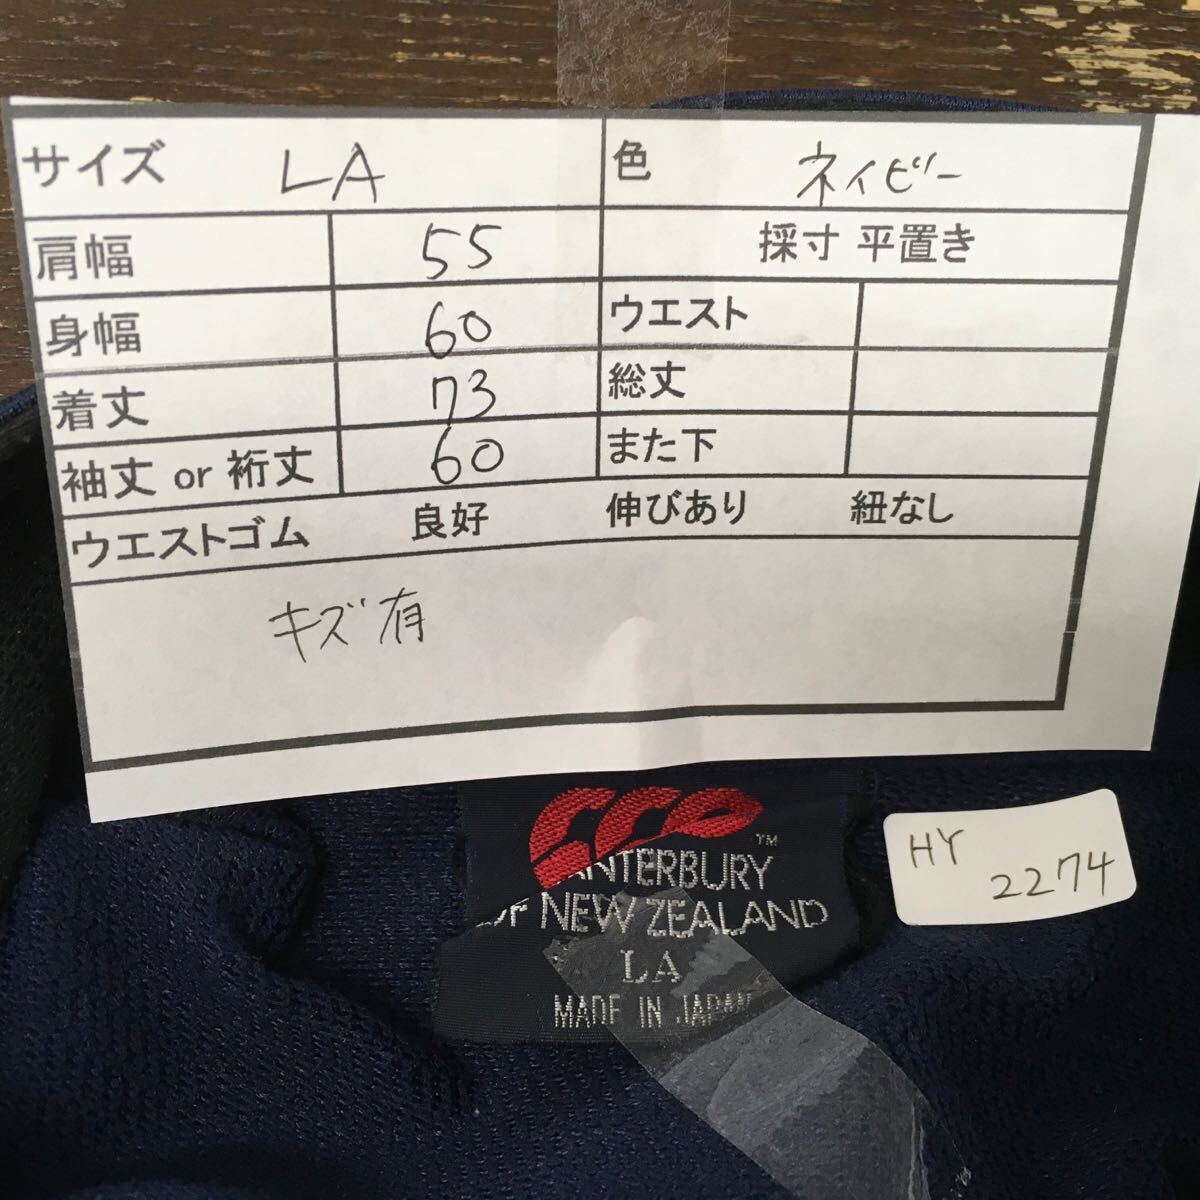 サイズ LA 色 ネイビー
肩幅 55 採寸 平置き
身幅 60 ウエスト
着丈 73 総丈
袖丈 or 裄丈 60 また下
ウエストゴム 良好 伸びあり 紐なし
キズ有
CCC
™
CANTERBURY
OF NEW ZEALAND
LA
MADE IN JAPAN
HY
2274